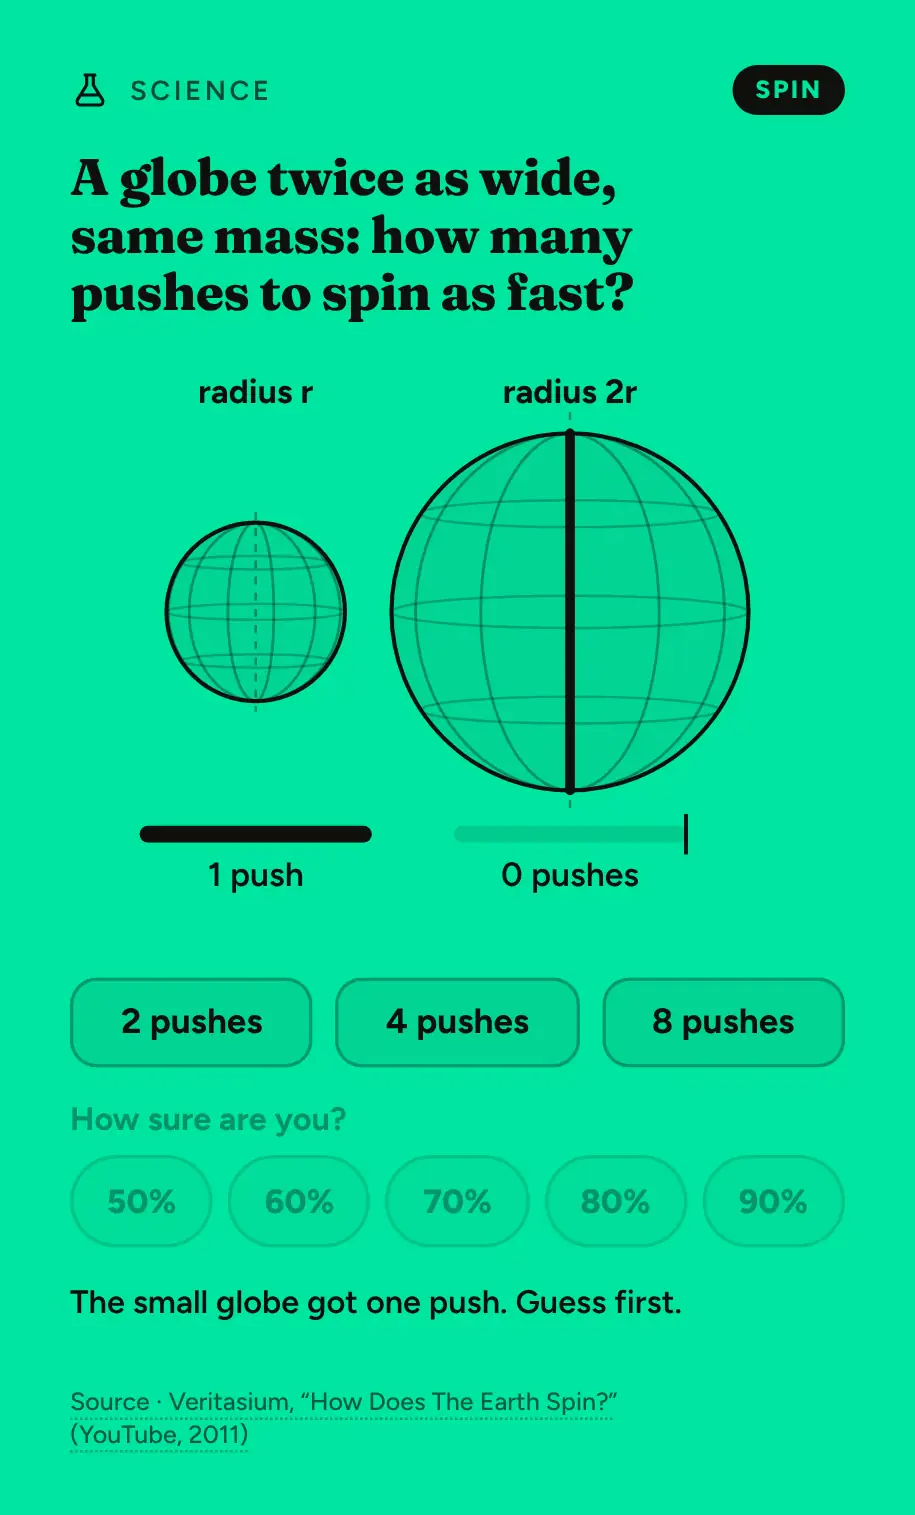 SCIENCE
SPIN
A globe twice as wide,
same mass: how many
pushes to spin as fast?
radius r
radius 2r
1 push
0 pushes
2 pushes
4 pushes
8 pushes
How sure are you?
50%
60%
70%
80%
90%
The small globe got one push. Guess first.
Source · Veritasium, “How Does The Earth Spin?”
(YouTube, 2011)